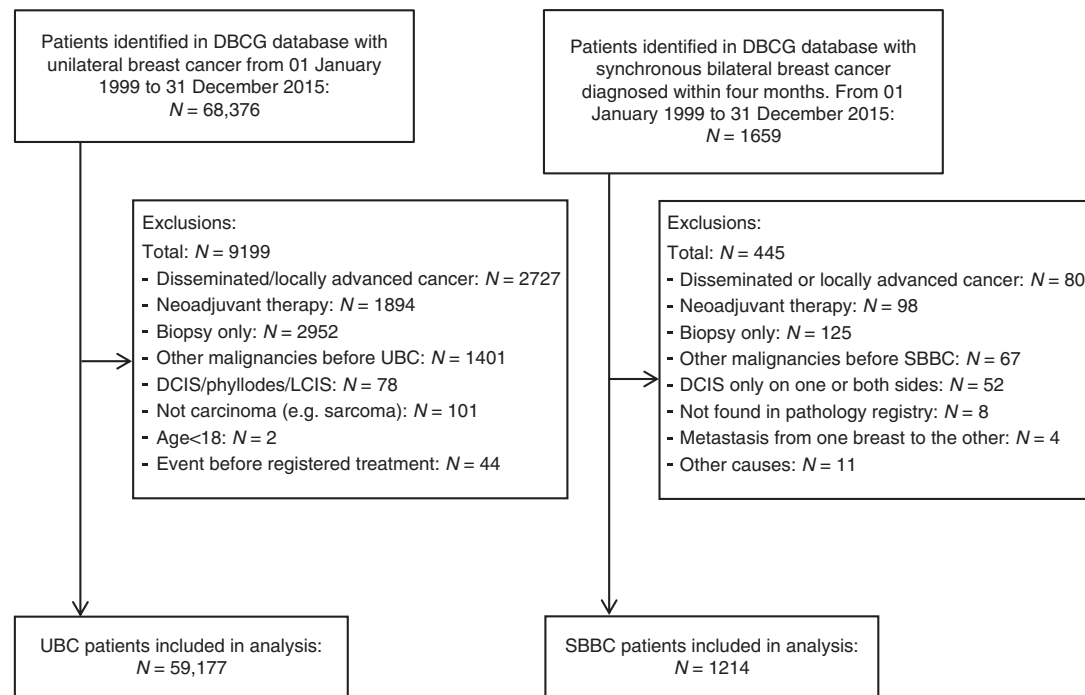 Patients identified in DBCG database with
unilateral breast cancer from 01 January
1999 to 31 December 2015:
N = 68,376
Patients identified in DBCG database with
synchronous bilateral breast cancer
diagnosed within four months. From 01
January 1999 to 31 December 2015:
N = 1659
Exclusions:
Total: N = 9199
- Disseminated/locally advanced cancer: N = 2727
- Neoadjuvant therapy: N = 1894
- Biopsy only: N = 2952
- Other malignancies before UBC: N = 1401
- DCIS/phyllodes/LCIS: N = 78
- Not carcinoma (e.g. sarcoma): N = 101
- Age<18: N = 2
- Event before registered treatment: N = 44
Exclusions:
Total: N = 445
- Disseminated or locally advanced cancer: N = 80
- Neoadjuvant therapy: N = 98
- Biopsy only: N = 125
- Other malignancies before SBBC: N = 67
- DCIS only on one or both sides: N = 52
- Not found in pathology registry: N = 8
- Metastasis from one breast to the other: N = 4
- Other causes: N = 11
UBC patients included in analysis:
N = 59,177
SBBC patients included in analysis:
N = 1214